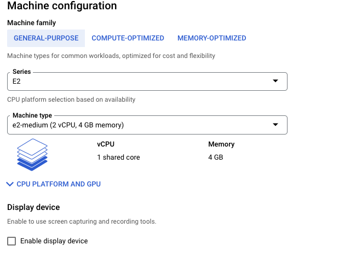 Machine configuration
Machine family
GENERAL-PURPOSE COMPUTE-OPTIMIZED MEMORY-OPTIMIZED
Machine types for common workloads, optimized for cost and flexibility
Series
E2
CPU platform selection based on availability
Machine type
e2-medium (2 vCPU, 4 GB memory)
vCPU Memory
1 shared core 4 GB
CPU PLATFORM AND GPU
Display device
Enable to use screen capturing and recording tools.
Enable display device